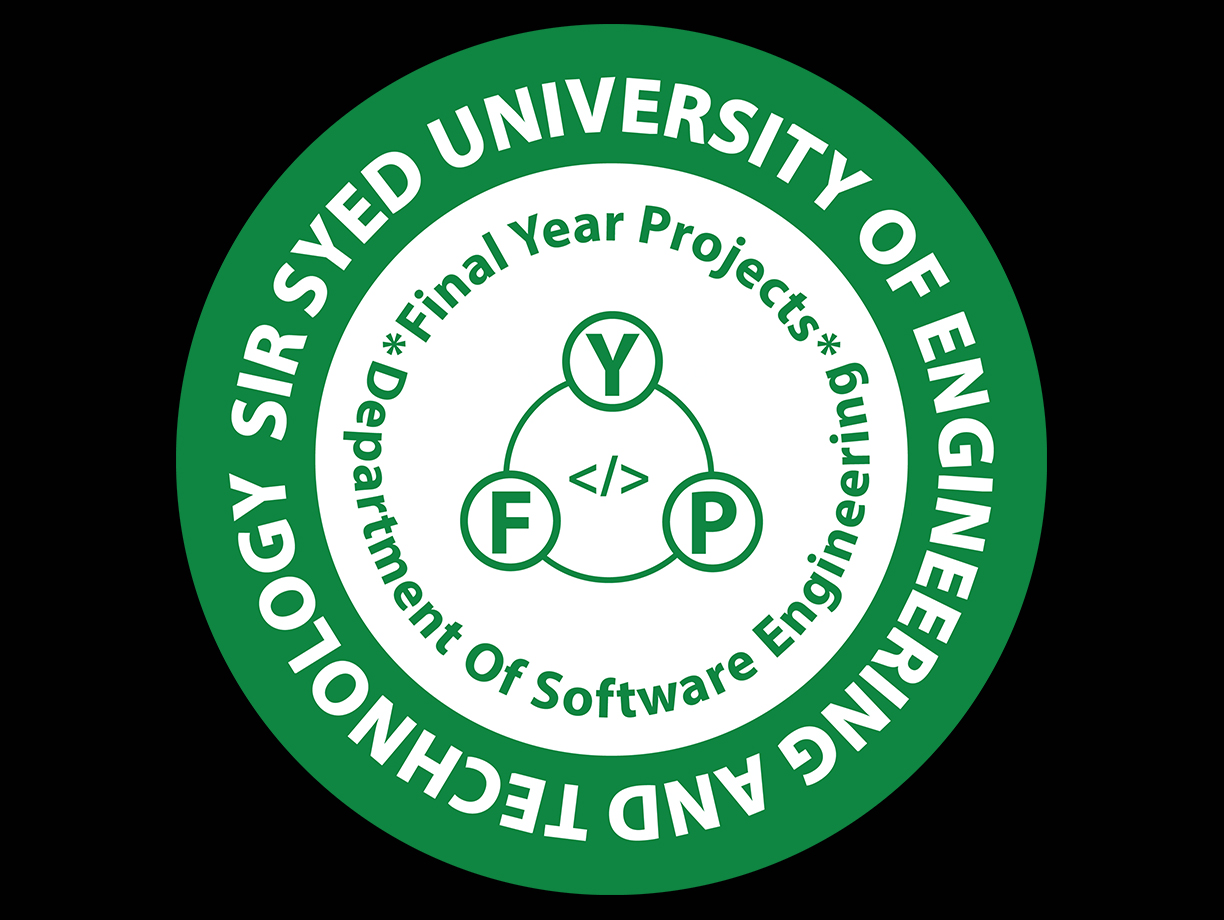 SIR SYED UNIVERSITY OF ENGINEERING AND TECHNOLOGY
*Final Year Projects*
Department Of Software Engineering
Y
</>
F P